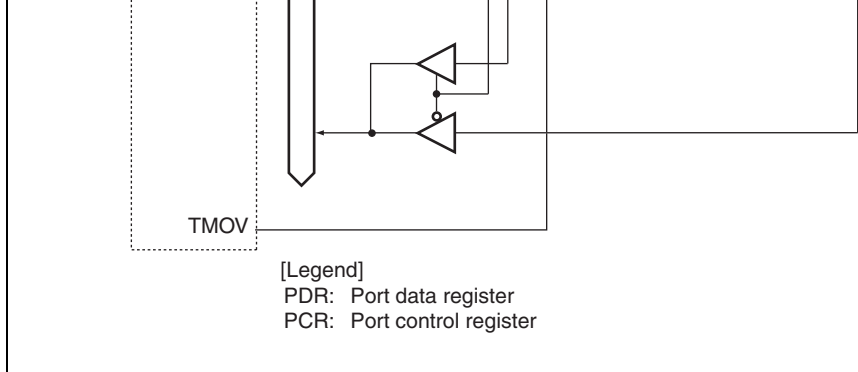 TMOV
[Legend]
PDR: Port data register
PCR: Port control register